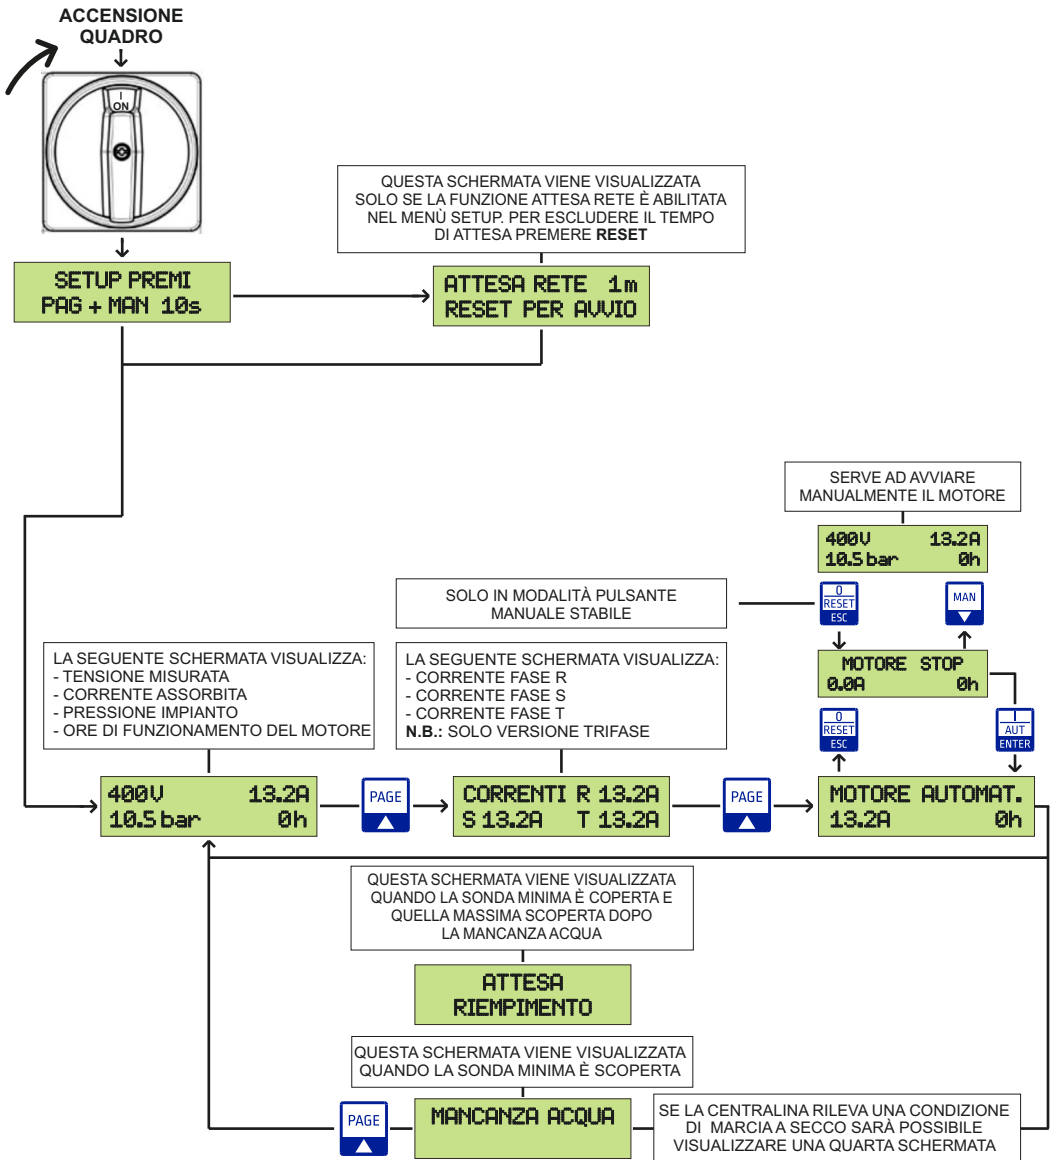 ACCENSIONE
QUADRO
I
ON
QUESTA SCHERMATA VIENE VISUALIZZATA
SOLO SE LA FUNZIONE ATTESA RETE È ABILITATA
NEL MENÙ SETUP. PER ESCLUDERE IL TEMPO
DI ATTESA PREMERE RESET
SETUP PREMI
PAG + MAN 10s
ATTESA RETE 1m
RESET PER AVVIO
SERVE AD AVVIARE
MANUALMENTE IL MOTORE
400V 13.2A
10.5 bar 0h
SOLO IN MODALITÀ PULSANTE
MANUALE STABILE
0
RESET
ESC
MAN
LA SEGUENTE SCHERMATA VISUALIZZA:
- TENSIONE MISURATA
- CORRENTE ASSORBITA
- PRESSIONE IMPIANTO
- ORE DI FUNZIONAMENTO DEL MOTORE
LA SEGUENTE SCHERMATA VISUALIZZA:
- CORRENTE FASE R
- CORRENTE FASE S
- CORRENTE FASE T
N.B.: SOLO VERSIONE TRIFASE
MOTORE STOP
0.0A 0h
0
RESET
ESC
I
AUT
ENTER
400V 13.2A
10.5 bar 0h
PAGE
CORRENTI R 13.2A
S 13.2A T 13.2A
PAGE
MOTORE AUTOMAT.
13.2A 0h
QUESTA SCHERMATA VIENE VISUALIZZATA
QUANDO LA SONDA MINIMA È COPERTA E
QUELLA MASSIMA SCOPERTA DOPO
LA MANCANZA ACQUA
ATTESA
RIEMPIMENTO
QUESTA SCHERMATA VIENE VISUALIZZATA
QUANDO LA SONDA MINIMA È SCOPERTA
PAGE
MANCANZA ACQUA
SE LA CENTRALINA RILEVA UNA CONDIZIONE
DI MARCIA A SECCO SARÀ POSSIBILE
VISUALIZZARE UNA QUARTA SCHERMATA